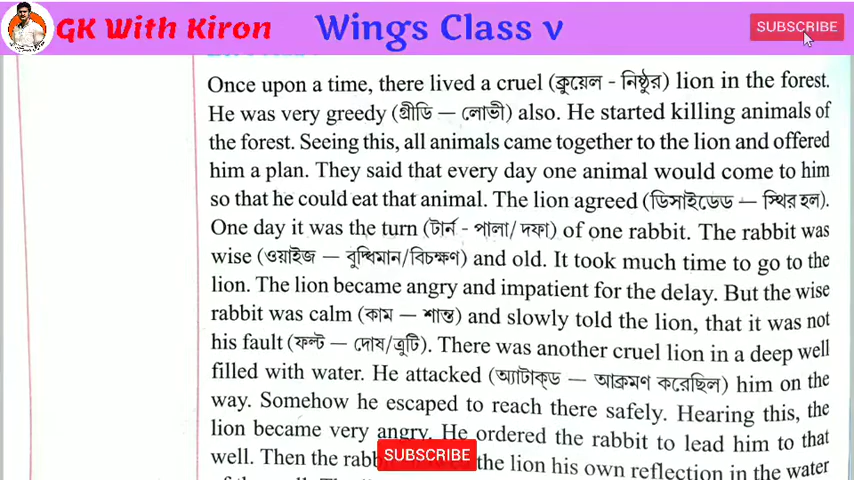 GK With Kiron
Wings Class v
SUBSCRIBE
Once upon a time, there lived a cruel (ক্রুয়েল - নিষ্ঠুর) lion in the forest.
He was very greedy (গ্রীডি — লোভী) also. He started killing animals of
the forest. Seeing this, all animals came together to the lion and offered
him a plan. They said that every day one animal would come to him
so that he could eat that animal. The lion agreed (ডিসাইডেড — স্থির হল).
One day it was the turn (টার্ন - পালা/ দফা) of one rabbit. The rabbit was
wise (ওয়াইজ — বুদ্ধিমান/বিচক্ষণ) and old. It took much time to go to the
lion. The lion became angry and impatient for the delay. But the wise
rabbit was calm (কাম — শান্ত) and slowly told the lion, that it was not
his fault (ফল্ট — দোষ/ত্রুটি). There was another cruel lion in a deep well
filled with water. He attacked (অ্যাটাক্‌ড — আক্রমণ করেছিল) him on the
way. Somehow he escaped to reach there safely. Hearing this, the
lion became very angry. He ordered the rabbit to lead him to that
SUBSCRIBE
well. Then the the lion his own reflection in the water